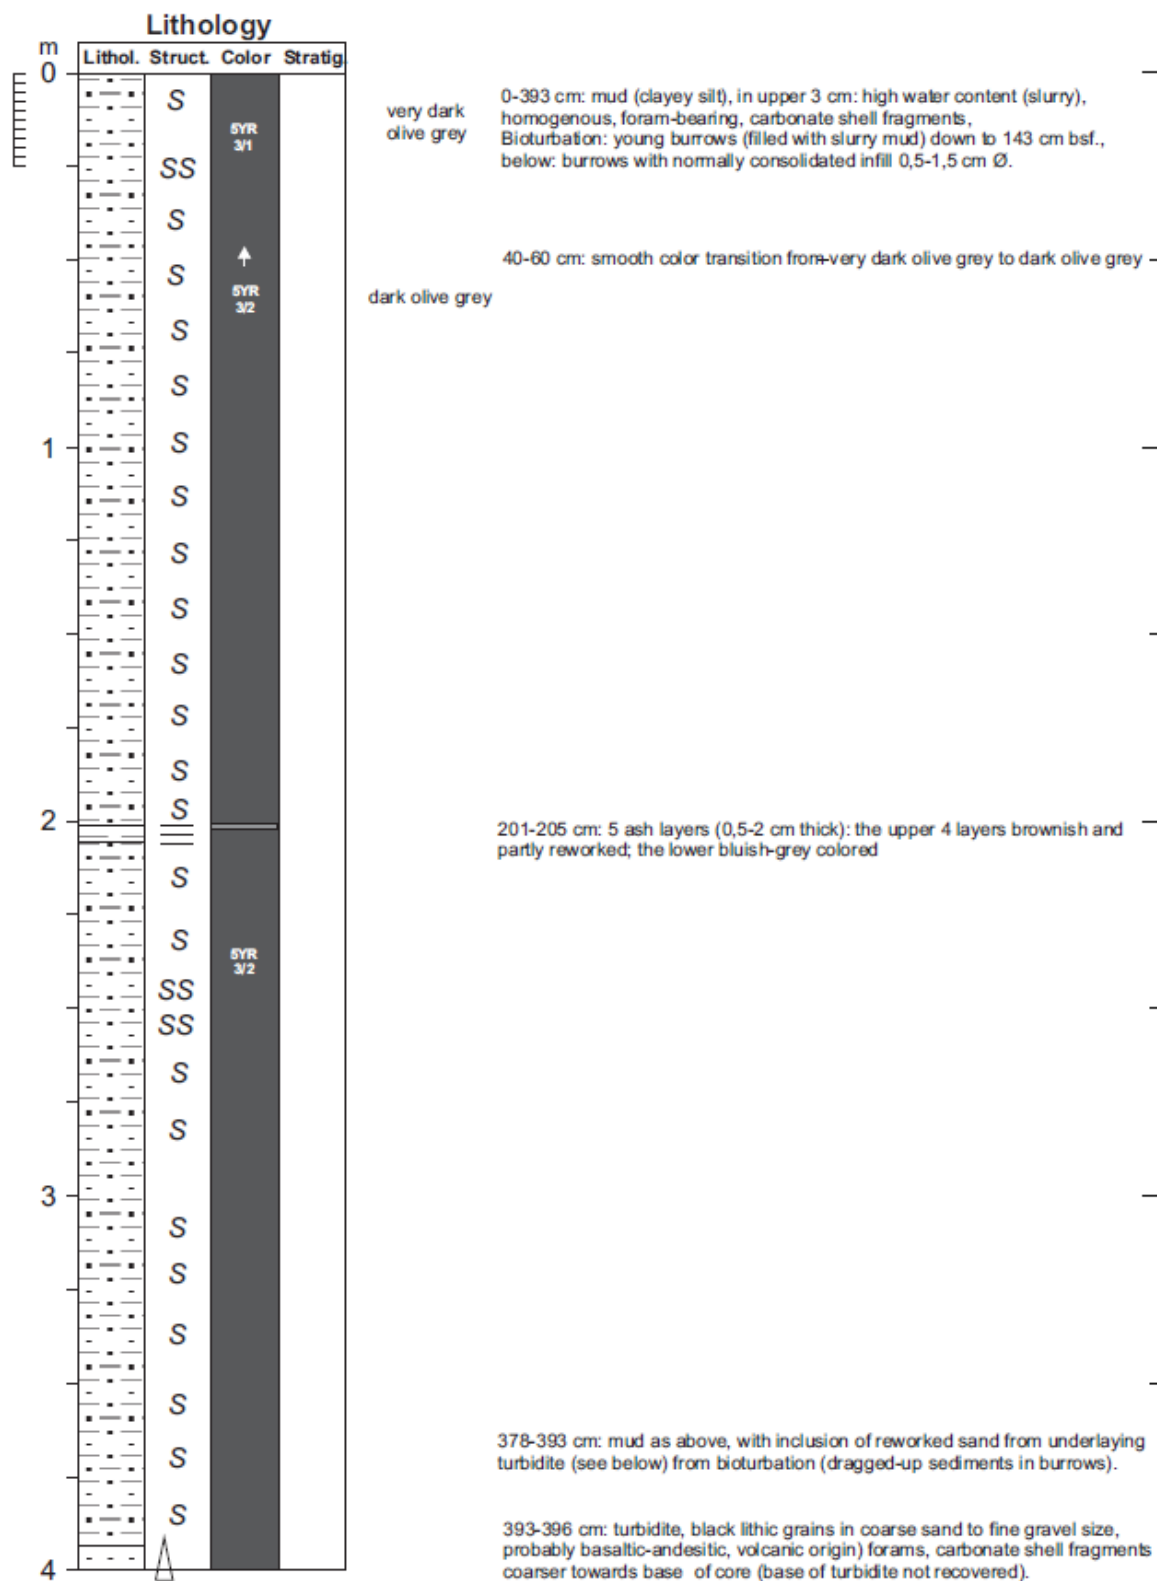 Lithology
m
Lithol. Struct. Color Stratig.
0
S
very dark
olive grey
5YR
3/1
0-393 cm: mud (clayey silt), in upper 3 cm: high water content (slurry),
homogenous, foram-bearing, carbonate shell fragments,
Bioturbation: young burrows (filled with slurry mud) down to 143 cm bsf.,
below: burrows with normally consolidated infill 0,5-1,5 cm Ø.
SS
S
40-60 cm: smooth color transition from very dark olive grey to dark olive grey
S
5YR
3/2
dark olive grey
S
S
1
S
S
S
S
S
S
S
S
2
201-205 cm: 5 ash layers (0,5-2 cm thick): the upper 4 layers brownish and
partly reworked; the lower bluish-grey colored
S
S
5YR
3/2
SS
SS
S
S
3
S
S
S
S
378-393 cm: mud as above, with inclusion of reworked sand from underlaying
turbidite (see below) from bioturbation (dragged-up sediments in burrows).
S
S
393-396 cm: turbidite, black lithic grains in coarse sand to fine gravel size,
probably basaltic-andesitic, volcanic origin) forams, carbonate shell fragments
coarser towards base of core (base of turbidite not recovered).
4